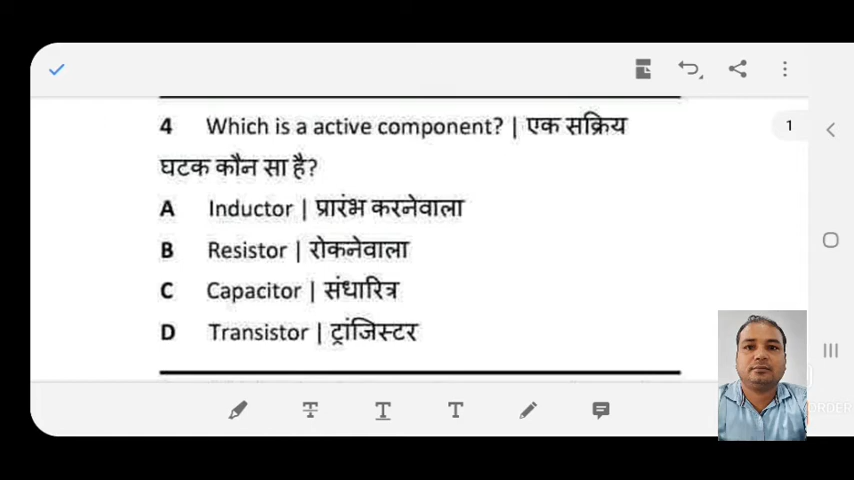 1
4 Which is a active component? | एक सक्रिय
घटक कौन सा है?
A Inductor | प्रारंभ करनेवाला
B Resistor | रोकनेवाला
C Capacitor | संधारित्र
D Transistor | ट्रांजिस्टर